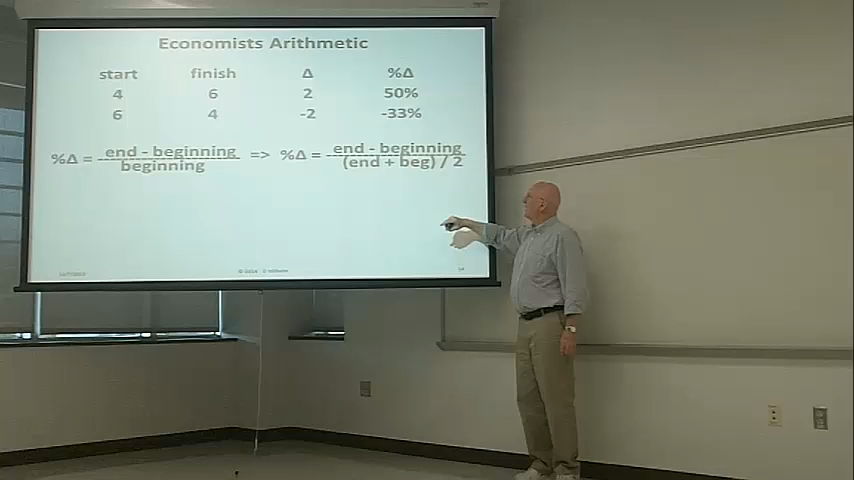 Economists Arithmetic
start finish Δ %Δ
4 6 2 50%
6 4 -2 -33%
%Δ = end - beginning => %Δ = end - beginning
beginning (end + beg) / 2
14